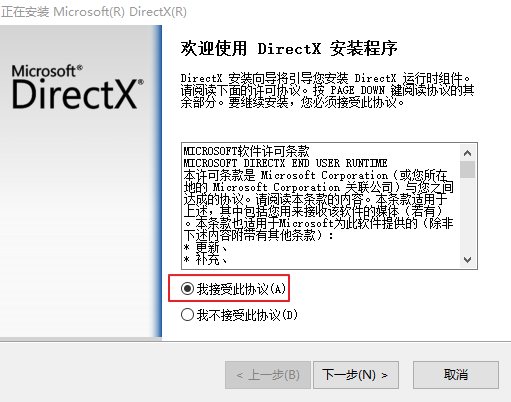 正在安装 Microsoft(R) DirectX(R)
Microsoft®
DirectX®
欢迎使用 DirectX 安装程序
DirectX 安装向导将引导您安装 DirectX 运行时组件。
请阅读下面的许可协议。按 PAGE DOWN 键阅读协议的其
余部分。要继续安装，您必须接受此协议。
MICROSOFT软件许可条款
MICROSOFT DIRECTX END USER RUNTIME
本许可条款是 Microsoft Corporation（或您所在
地的 Microsoft Corporation 关联公司）与您之间
达成的协议。请阅读本条款的内容。本条款适用于
上述，其中包括您用来接收该软件的媒体（若有）
。本条款也适用于Microsoft为此软件提供的（除非
下述内容附带有其他条款）:
* 更新、
* 补充、
我接受此协议(A)
我不接受此协议(D)
< 上一步(B)
下一步(N) >
取消